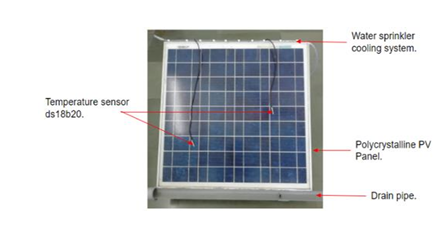 Water sprinkler
cooling system.
Temperature sensor
ds18b20.
Polycrystalline PV
Panel.
Drain pipe.